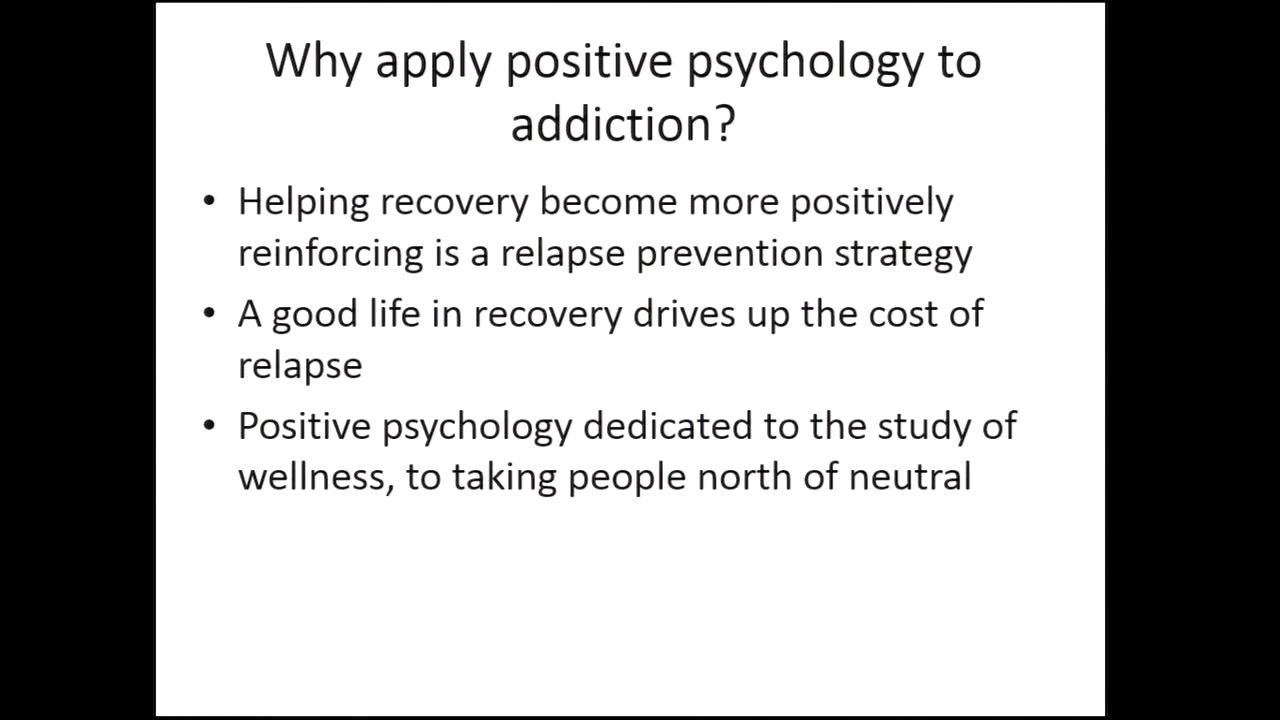 Why apply positive psychology to
addiction?
• Helping recovery become more positively
reinforcing is a relapse prevention strategy
• A good life in recovery drives up the cost of
relapse
• Positive psychology dedicated to the study of
wellness, to taking people north of neutral